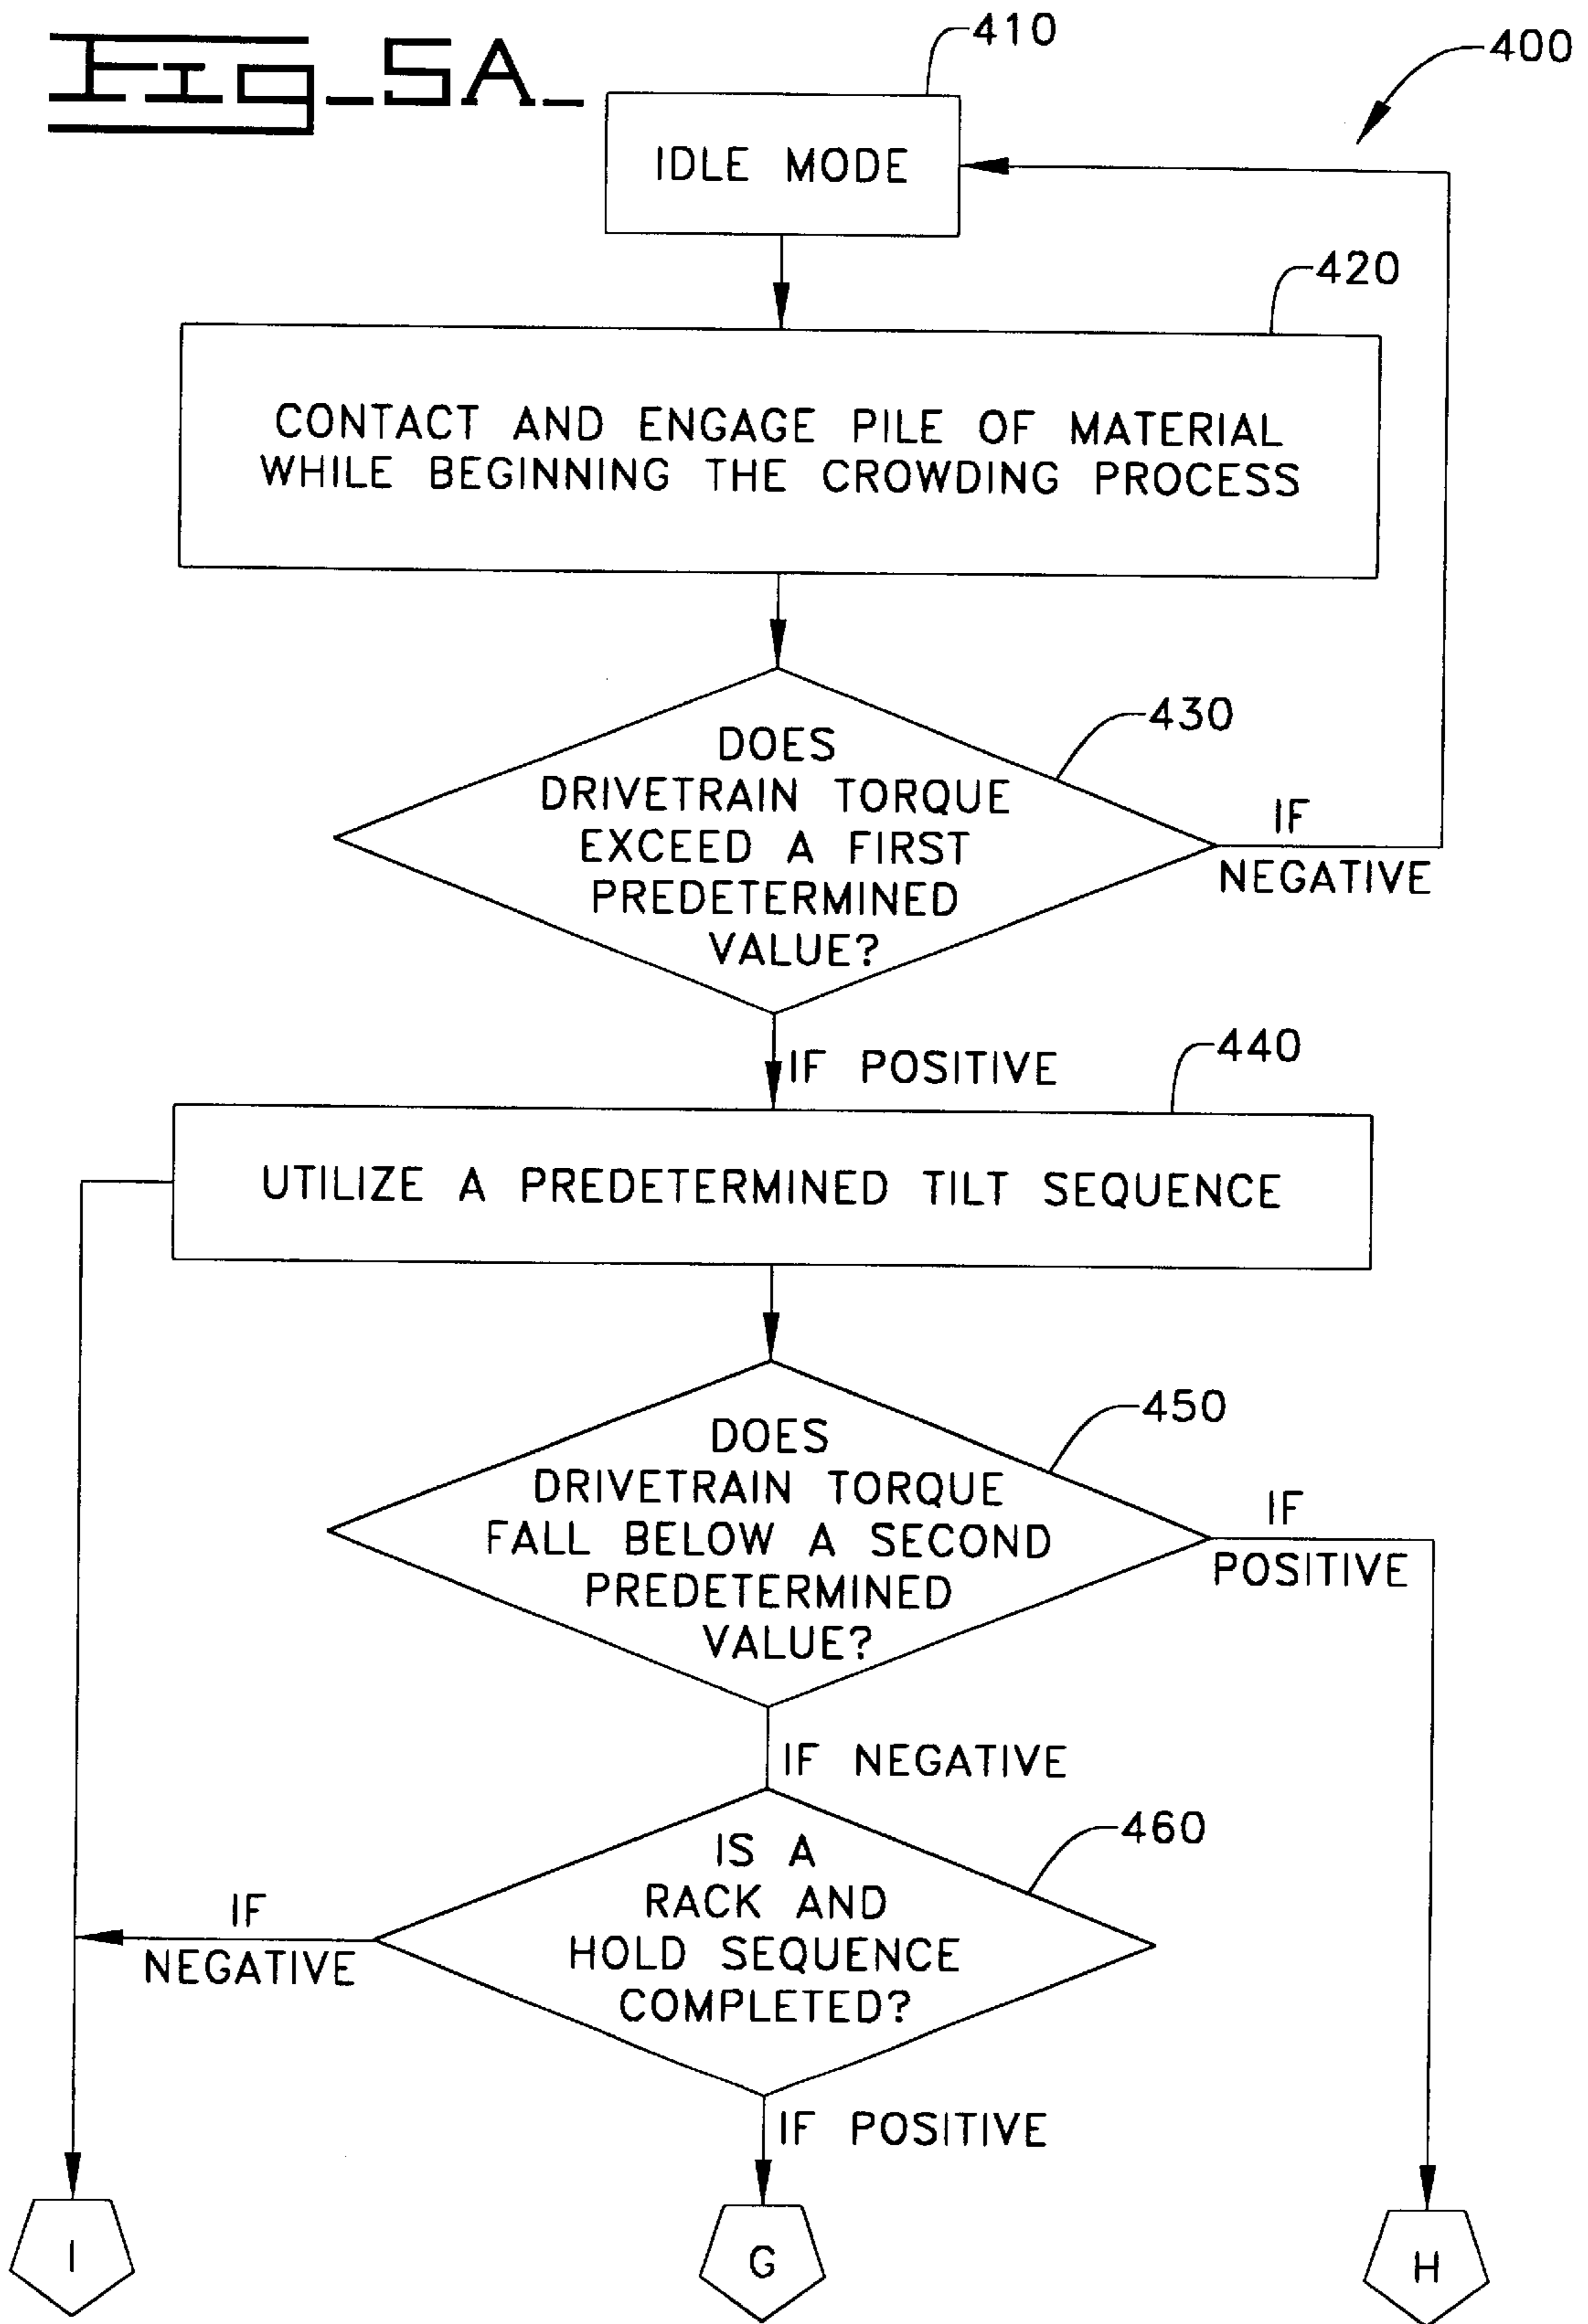 Fig_5A_
410
400
IDLE MODE
420
CONTACT AND ENGAGE PILE OF MATERIAL
WHILE BEGINNING THE CROWDING PROCESS
430
DOES
DRIVETRAIN TORQUE
EXCEED A FIRST
PREDETERMINED
VALUE?
IF
NEGATIVE
IF POSITIVE
440
UTILIZE A PREDETERMINED TILT SEQUENCE
450
DOES
DRIVETRAIN TORQUE
FALL BELOW A SECOND
PREDETERMINED
VALUE?
IF
POSITIVE
IF NEGATIVE
460
IS A
RACK AND
HOLD SEQUENCE
COMPLETED?
IF
NEGATIVE
IF POSITIVE
I
G
H